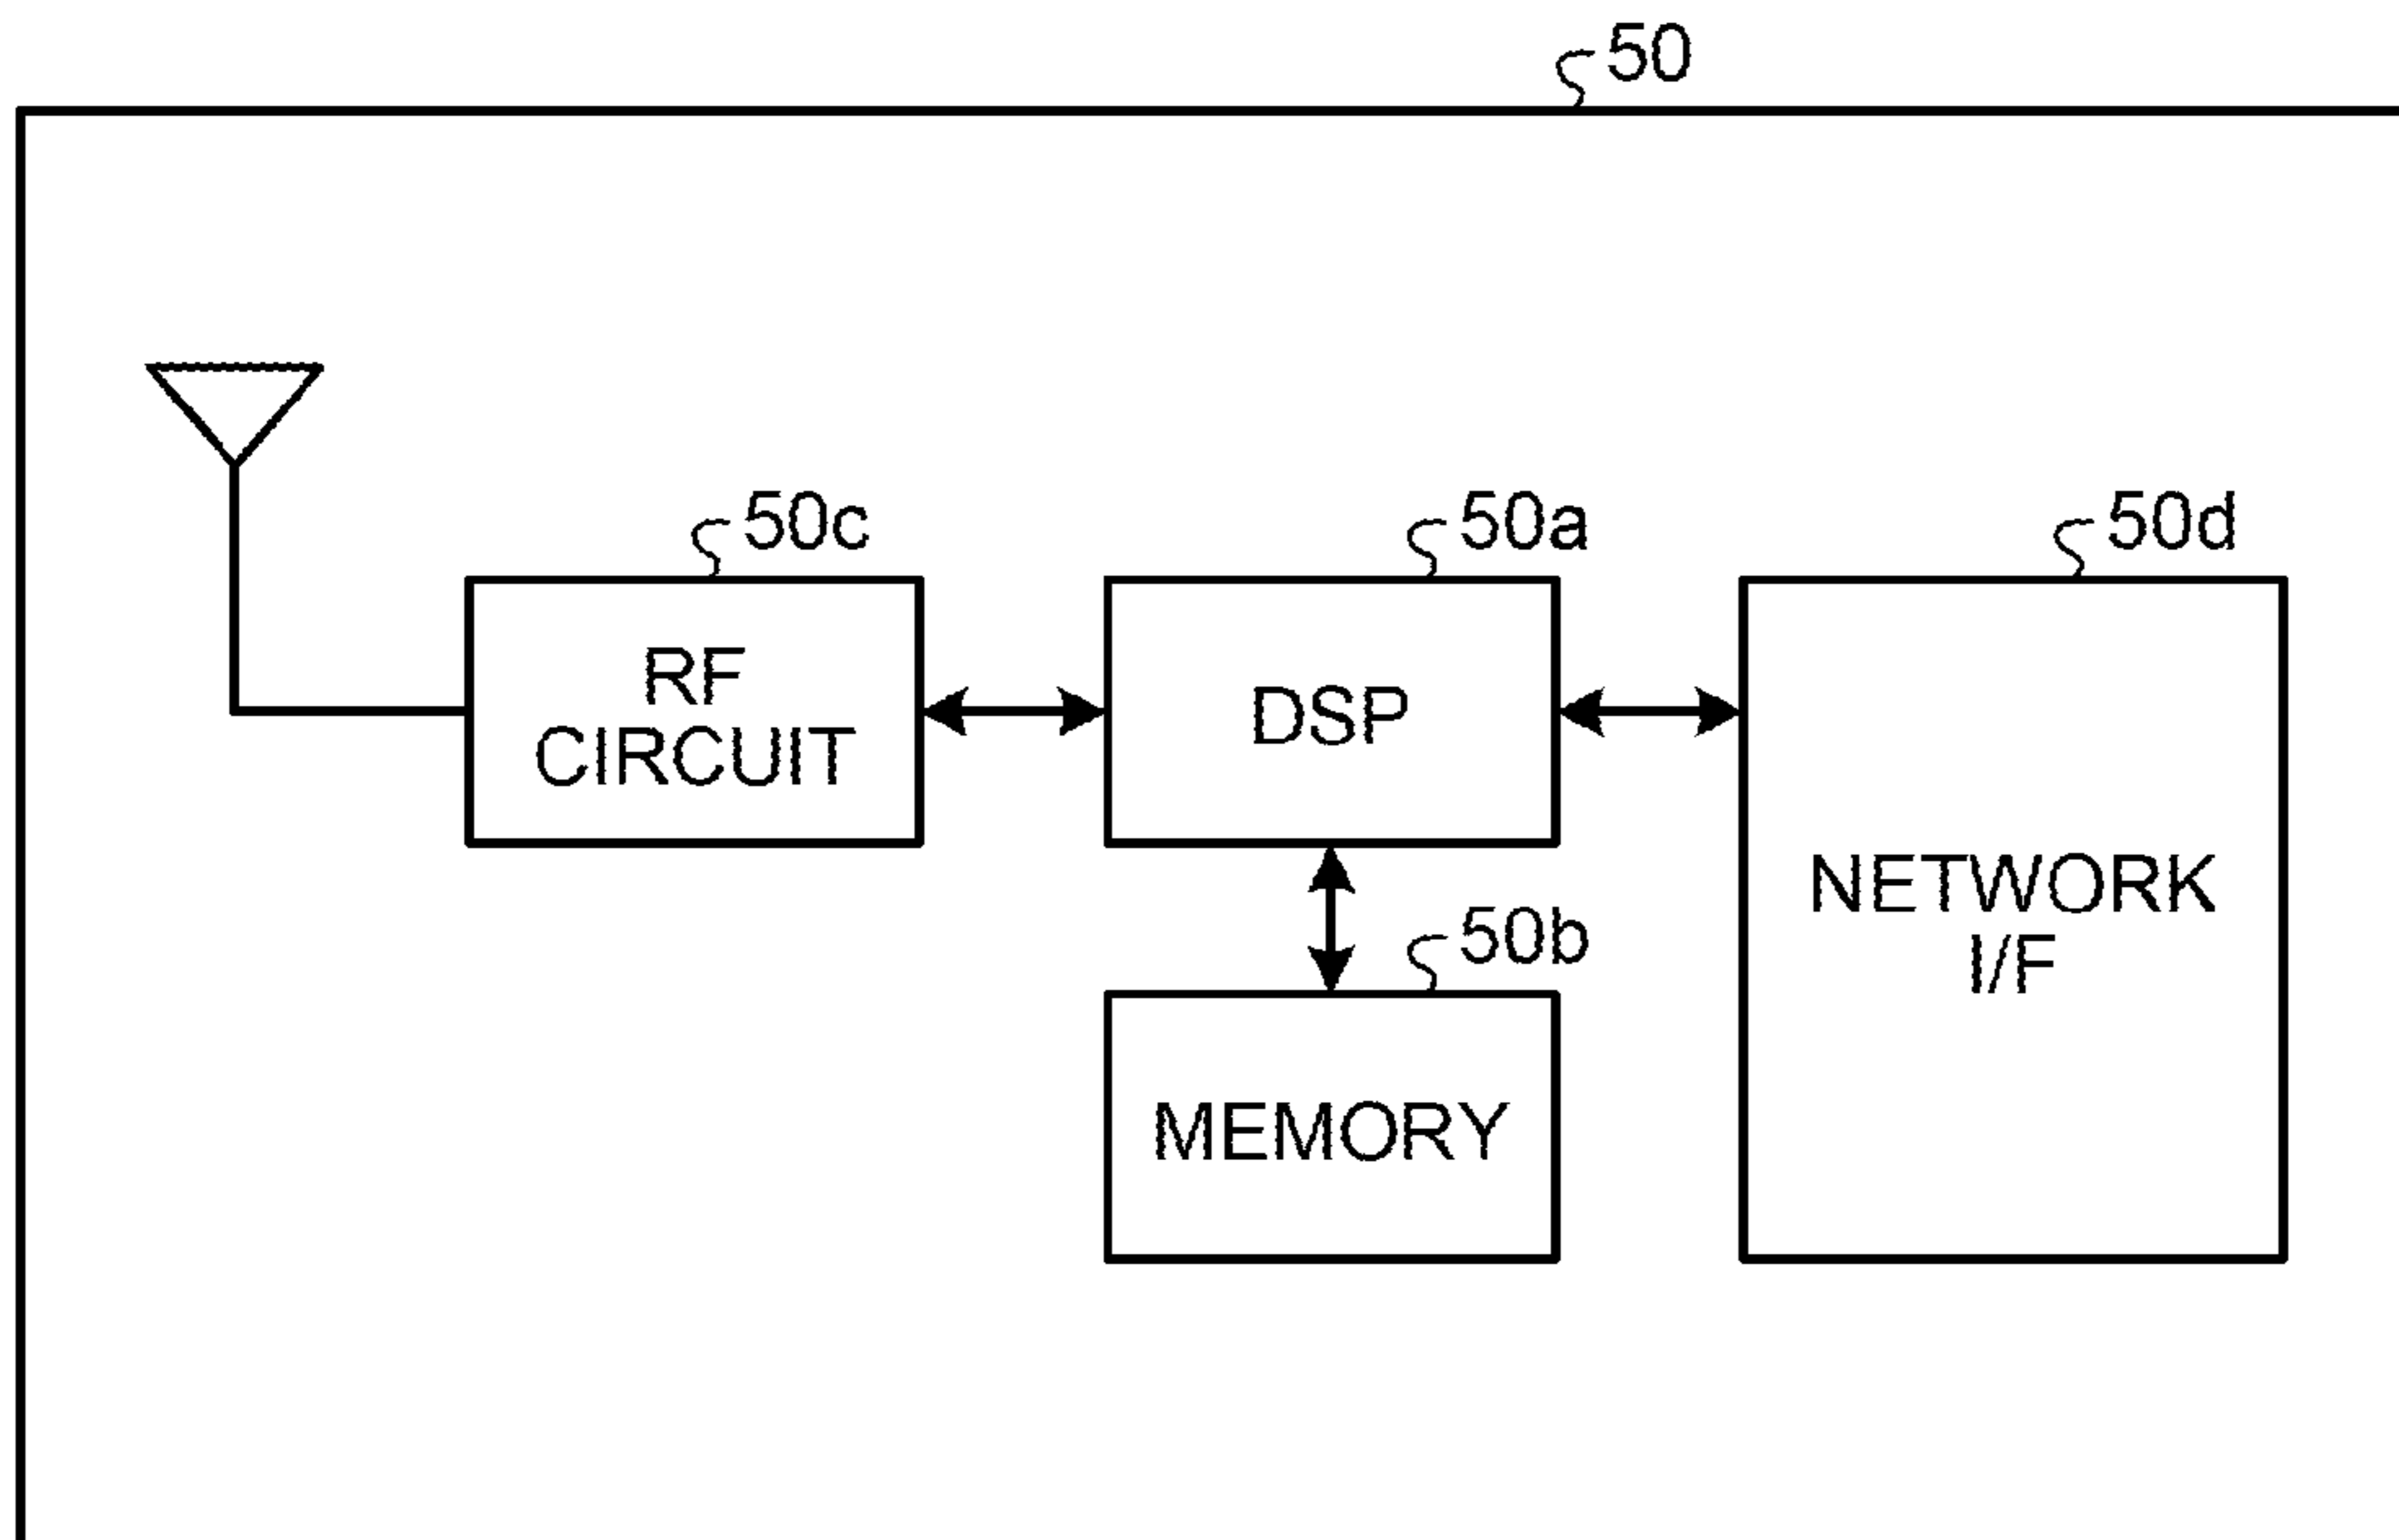 50
50c
50a
50d
RF
CIRCUIT
DSP
NETWORK
I/F
50b
MEMORY